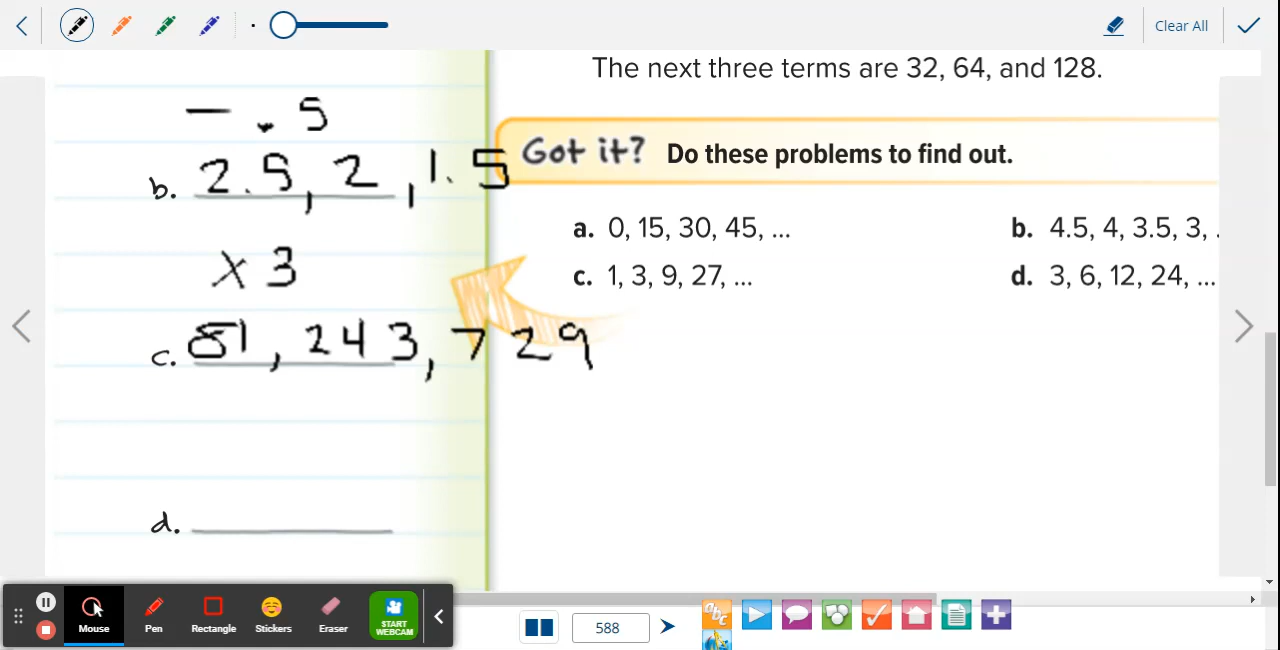 Clear All
The next three terms are 32, 64, and 128.
– .5
b. 2.5, 2, 1.5
Got it? Do these problems to find out.
a. 0, 15, 30, 45, ...
b. 4.5, 4, 3.5, 3, .
× 3
c. 1, 3, 9, 27, ...
d. 3, 6, 12, 24, ...
c. 81, 243, 729
d.
Mouse
Pen
Rectangle
Stickers
Eraser
START WEBCAM
588
abc